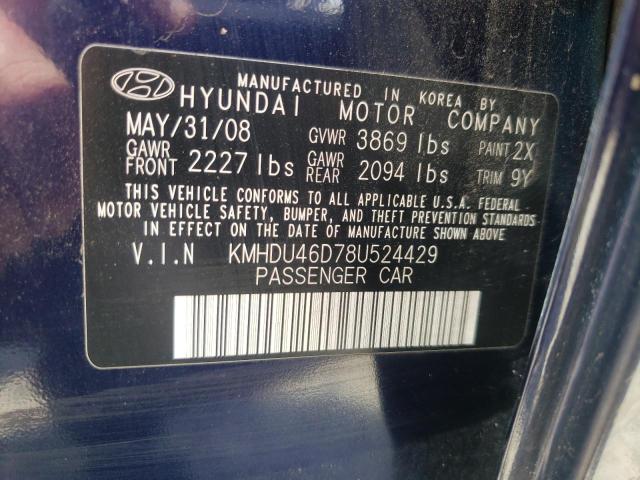 MANUFACTURED IN KOREA BY
HYUNDAI MOTOR COMPANY
MAY/31/08 GVWR 3869 lbs PAINT 2X
GAWR FRONT 2227 lbs GAWR REAR 2094 lbs TRIM 9Y
THIS VEHICLE CONFORMS TO ALL APPLICABLE U.S.A. FEDERAL
MOTOR VEHICLE SAFETY, BUMPER, AND THEFT PREVENTION STANDARDS
IN EFFECT ON THE DATE OF MANUFACTURE SHOWN ABOVE.
V.I.N KMHDU46D78U524429
PASSENGER CAR